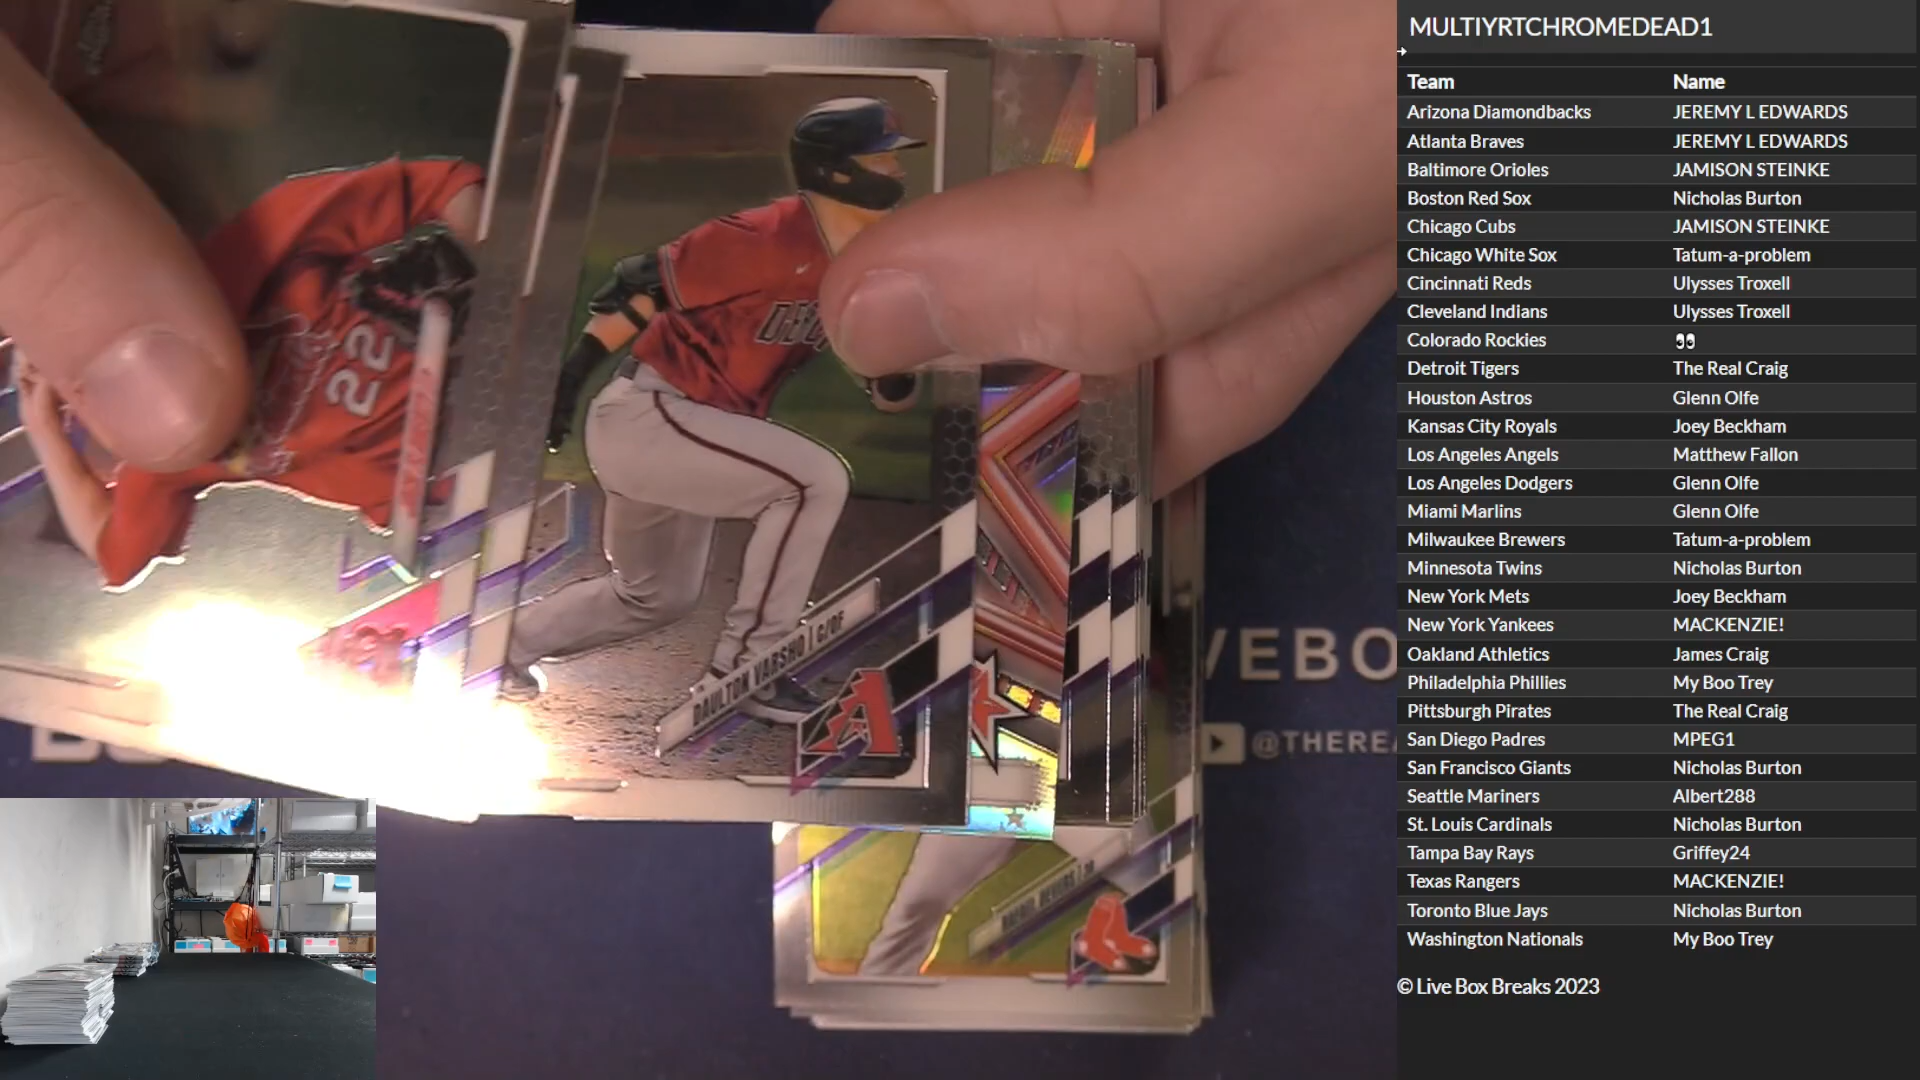 MULTIYRTCHROMEDEAD1
Team Name
Arizona Diamondbacks JEREMY L EDWARDS
Atlanta Braves JEREMY L EDWARDS
Baltimore Orioles JAMISON STEINKE
Boston Red Sox Nicholas Burton
Chicago Cubs JAMISON STEINKE
Chicago White Sox Tatum-a-problem
Cincinnati Reds Ulysses Troxell
Cleveland Indians Ulysses Troxell
Colorado Rockies 👀
Detroit Tigers The Real Craig
Houston Astros Glenn Olfe
Kansas City Royals Joey Beckham
Los Angeles Angels Matthew Fallon
Los Angeles Dodgers Glenn Olfe
Miami Marlins Glenn Olfe
Milwaukee Brewers Tatum-a-problem
Minnesota Twins Nicholas Burton
New York Mets Joey Beckham
New York Yankees MACKENZIE!
Oakland Athletics James Craig
Philadelphia Phillies My Boo Trey
Pittsburgh Pirates The Real Craig
San Diego Padres MPEG1
San Francisco Giants Nicholas Burton
Seattle Mariners Albert288
St. Louis Cardinals Nicholas Burton
Tampa Bay Rays Griffey24
Texas Rangers MACKENZIE!
Toronto Blue Jays Nicholas Burton
Washington Nationals My Boo Trey
© Live Box Breaks 2023
22
DAULTON VARSHO | C/OF
A
VEBO
@THEREA
RAFAEL DEVERS | 3B